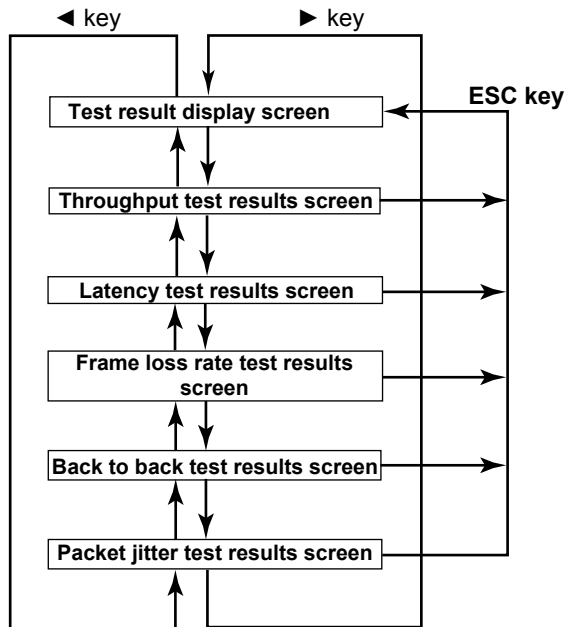 ◄ key
► key
ESC key
Test result display screen
Throughput test results screen
Latency test results screen
Frame loss rate test results
screen
Back to back test results screen
Packet jitter test results screen